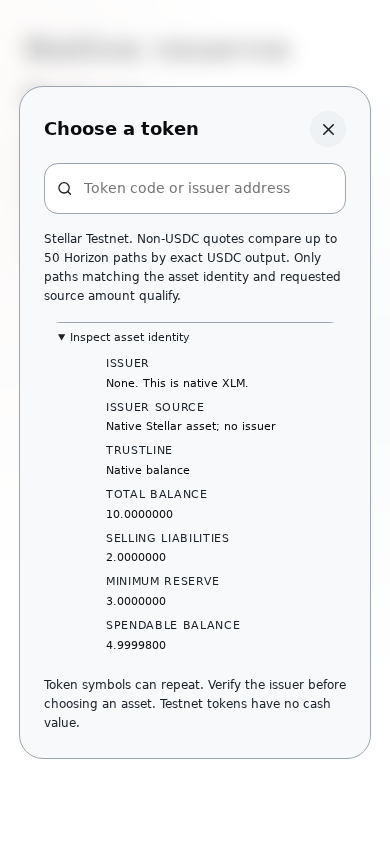 Choose a token
Token code or issuer address
Stellar Testnet. Non-USDC quotes compare up to
50 Horizon paths by exact USDC output. Only
paths matching the asset identity and requested
source amount qualify.
Inspect asset identity
ISSUER
None. This is native XLM.
ISSUER SOURCE
Native Stellar asset; no issuer
TRUSTLINE
Native balance
TOTAL BALANCE
10.0000000
SELLING LIABILITIES
2.0000000
MINIMUM RESERVE
3.0000000
SPENDABLE BALANCE
4.9999800
Token symbols can repeat. Verify the issuer before
choosing an asset. Testnet tokens have no cash
value.